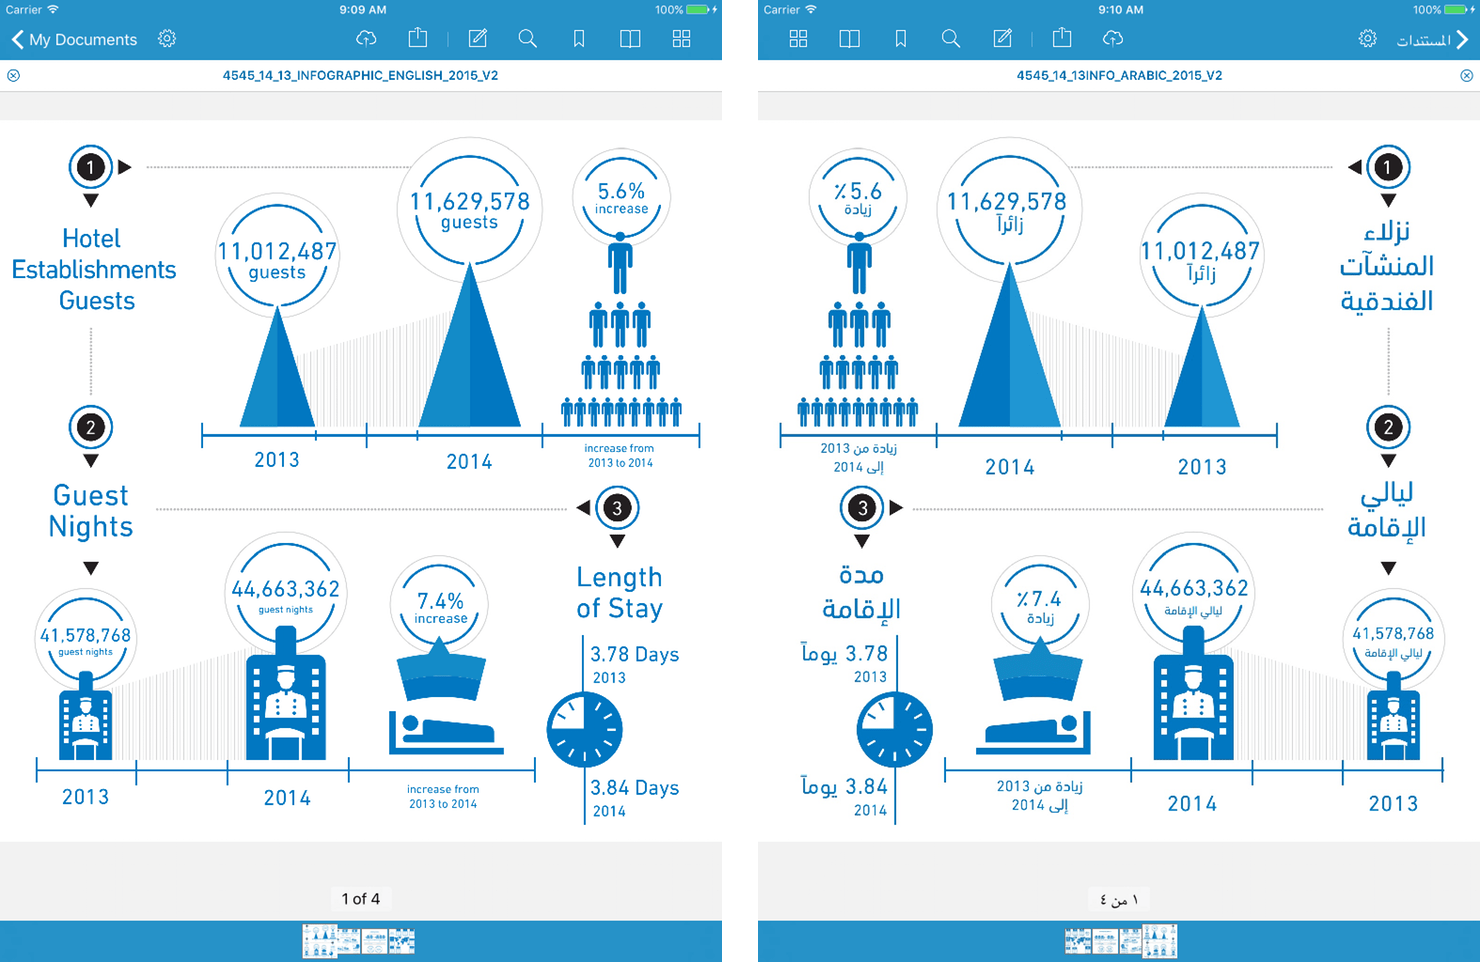 Carrier 9:09 AM 100%
My Documents
4545_14_13_INFOGRAPHIC_ENGLISH_2015_V2
1
Hotel
Establishments
Guests
11,012,487
guests
11,629,578
guests
5.6%
increase
2013
2014
increase from
2013 to 2014
2
Guest
Nights
41,578,768
guest nights
44,663,362
guest nights
7.4%
increase
2013
2014
increase from
2013 to 2014
3
Length
of Stay
3.78 Days
2013
3.84 Days
2014
1 of 4
Carrier 9:10 AM 100%
المستندات
4545_14_13INFO_ARABIC_2015_V2
1
نزلاء
المنشآت
الفندقية
11,012,487
زائرآ
11,629,578
زائرآ
٪5.6
زيادة
2013
2014
زيادة من 2013
إلى 2014
2
ليالي
الإقامة
41,578,768
ليالي الإقامة
44,663,362
ليالي الإقامة
٪7.4
زيادة
2013
2014
زيادة من 2013
إلى 2014
3
مدة
الإقامة
3.78 يومآ
2013
3.84 يومآ
2014
١ من ٤